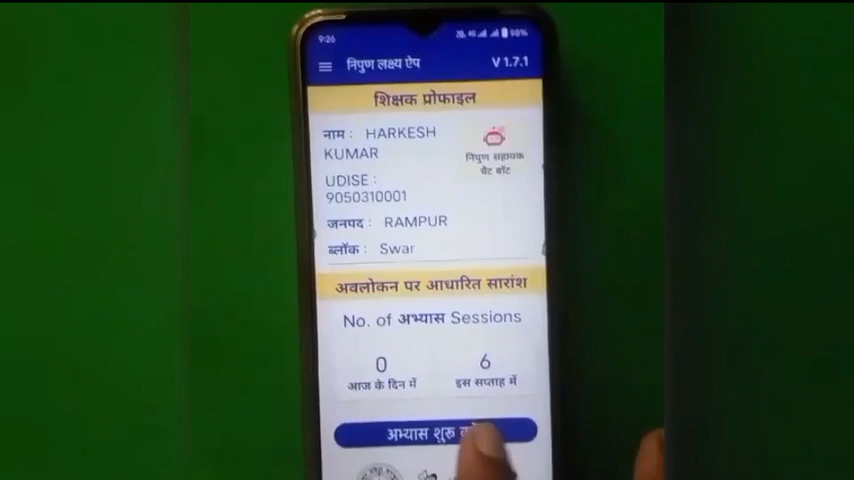 9:26 4G 98%
निपुण लक्ष्य ऐप V 1.7.1
शिक्षक प्रोफाइल
नाम : HARKESH
KUMAR
निपुण सहायक
चैट बॉट
UDISE :
9050310001
जनपद : RAMPUR
ब्लॉक : Swar
अवलोकन पर आधारित सारांश
No. of अभ्यास Sessions
0 6
आज के दिन में इस सप्ताह में
अभ्यास शुरू